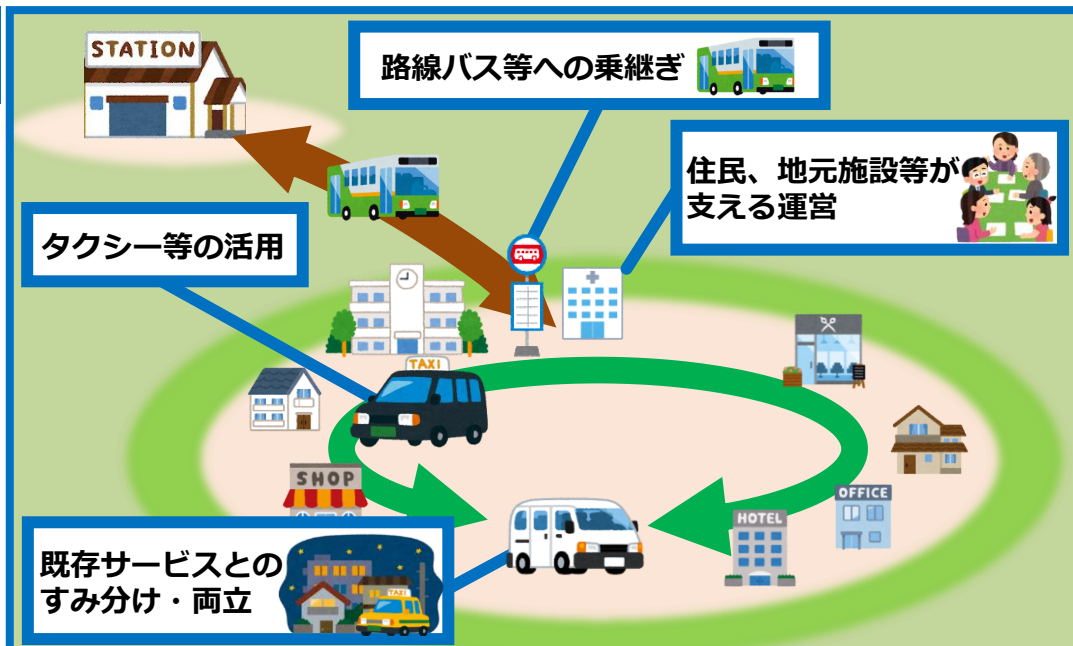 STATION
路線バス等への乗継ぎ
住民、地元施設等が
支える運営
タクシー等の活用
TAXI
SHOP
OFFICE
HOTEL
既存サービスとの
すみ分け・両立
TAXI